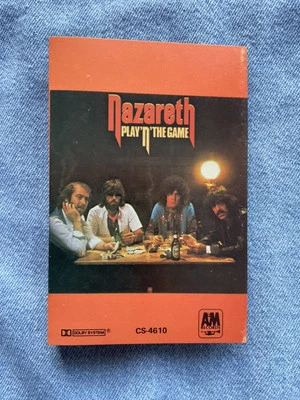 Nazareth
PLAY 'N' THE GAME
DOLBY SYSTEM®
CS-4610
A&M